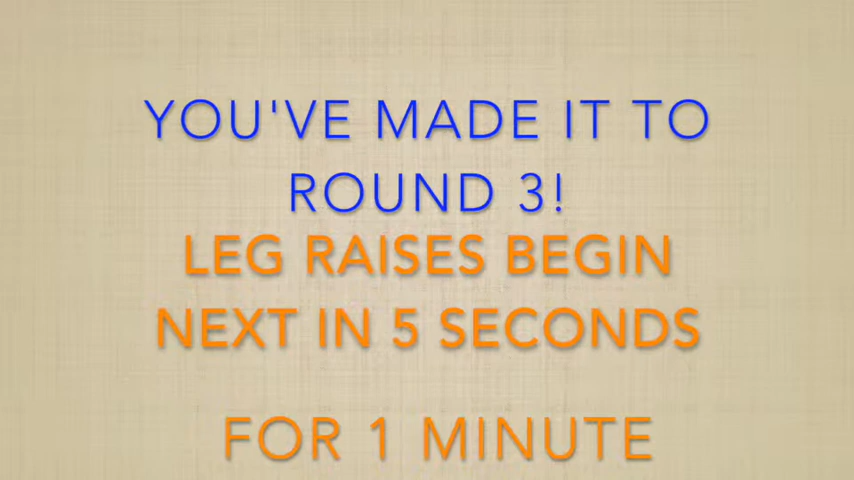 YOU'VE MADE IT TO
ROUND 3!
LEG RAISES BEGIN
NEXT IN 5 SECONDS
FOR 1 MINUTE